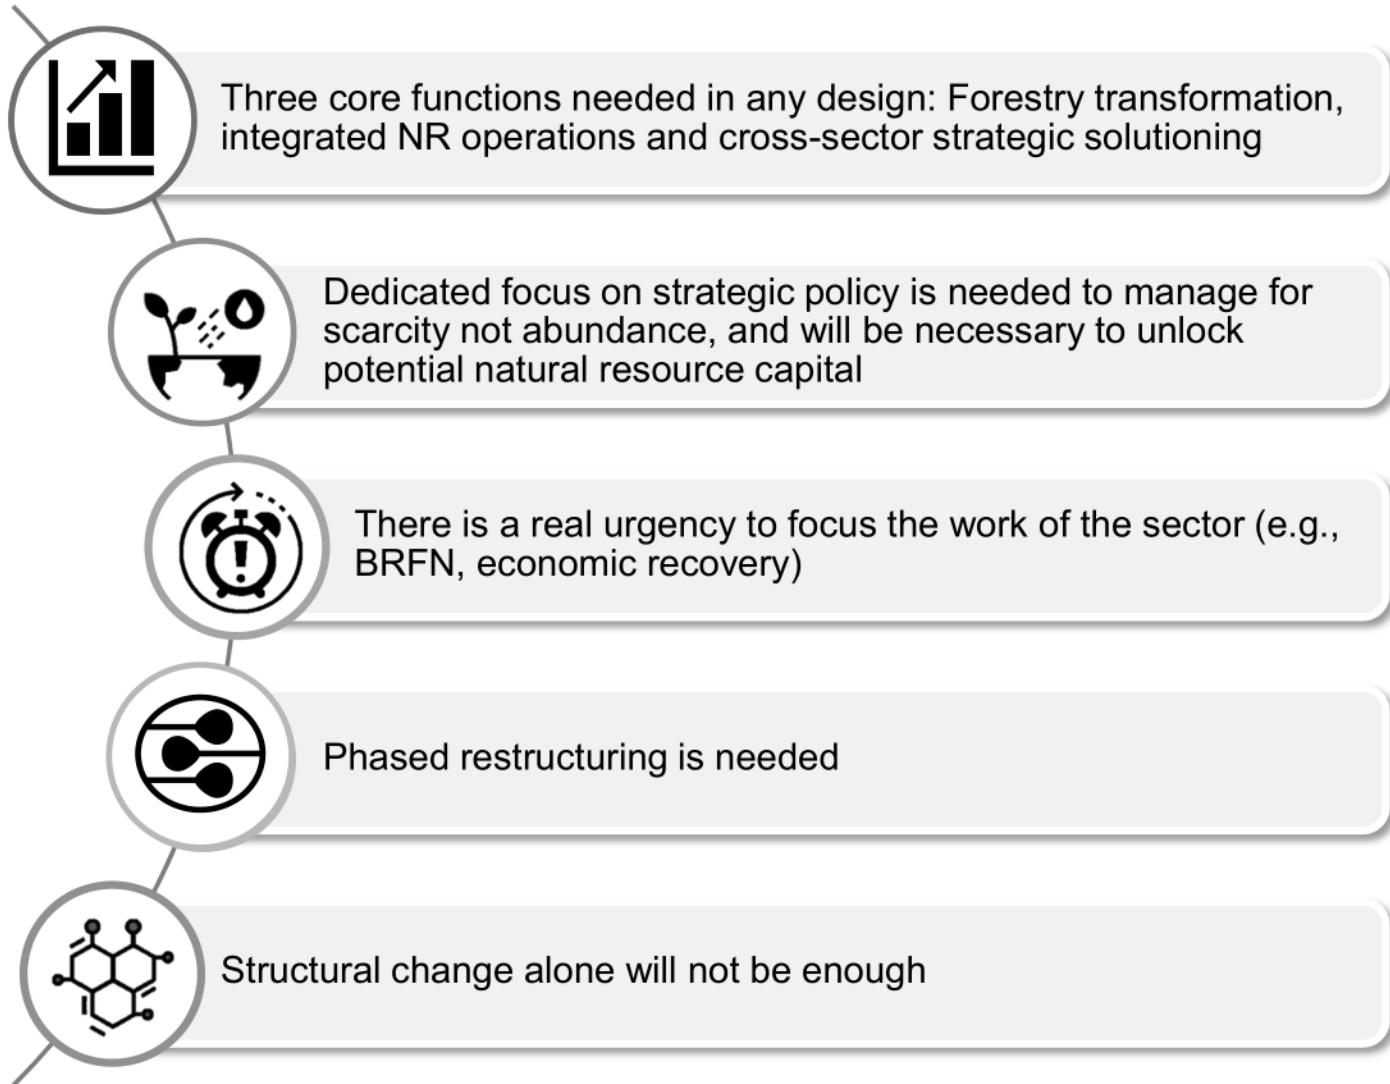 Three core functions needed in any design: Forestry transformation,
integrated NR operations and cross-sector strategic solutioning
Dedicated focus on strategic policy is needed to manage for
scarcity not abundance, and will be necessary to unlock
potential natural resource capital
There is a real urgency to focus the work of the sector (e.g.,
BRFN, economic recovery)
Phased restructuring is needed
Structural change alone will not be enough